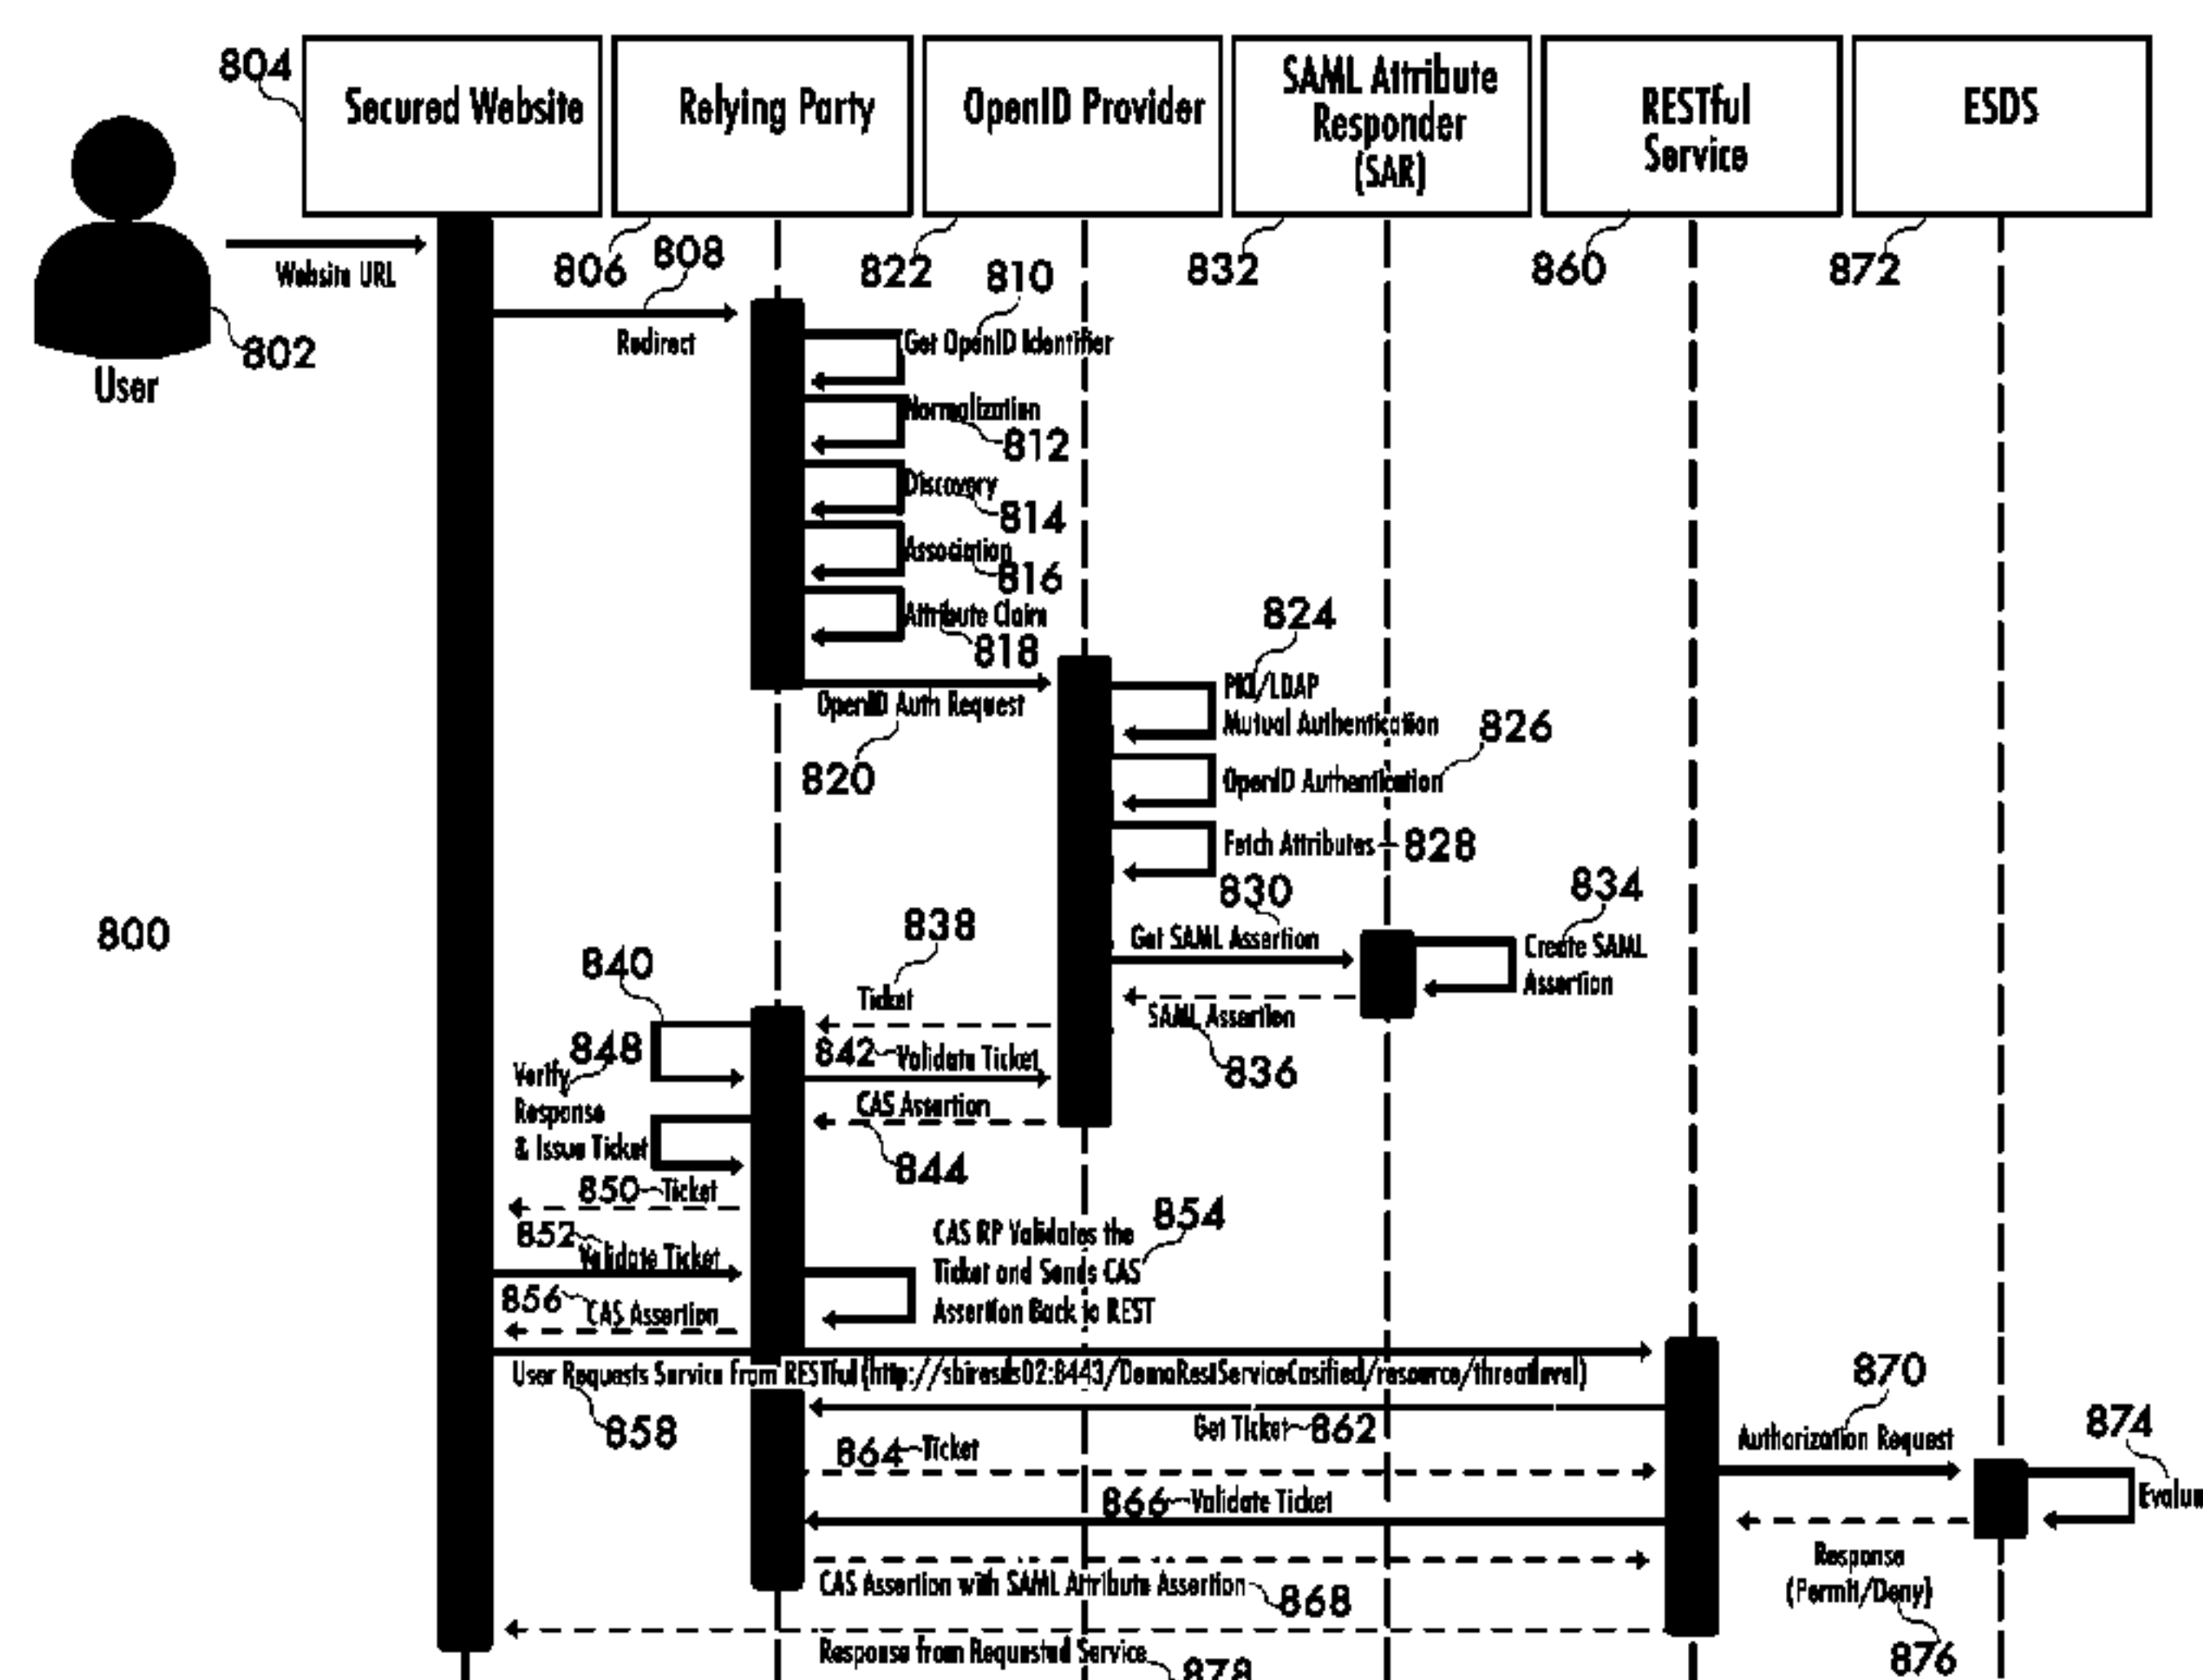 804
Secured Website
Relying Party
OpenID Provider
SAML Attribute
Responder
(SAR)
RESTful
Service
ESDS
Website URL
806
808
822
810
832
860
872
802
User
Redirect
Get OpenID Identifier
Normalization
812
Discovery
814
Association
816
Attribute Claim
818
824
OpenID Auth Request
820
PKI/LDAP
Mutual Authentication
826
OpenID Authentication
Fetch Attributes
828
830
834
800
838
Get SAML Assertion
Create SAML
Assertion
840
Ticket
SAML Assertion
836
848
842
Validate Ticket
Verify
Response
& Issue Ticket
CAS Assertion
844
850
Ticket
852
Validate Ticket
CAS RP Validates the
Ticket and Sends CAS
Assertion Back to REST
854
856
CAS Assertion
User Requests Service from RESTful (http://sbiresds02:8443/DemoRestServiceCasified/resource/threatlevel)
858
Get Ticket
862
870
Authorization Request
874
864
Ticket
866
Validate Ticket
CAS Assertion with SAML Attribute Assertion
868
Response
(Permit/Deny)
876
Response from Requested Service
878